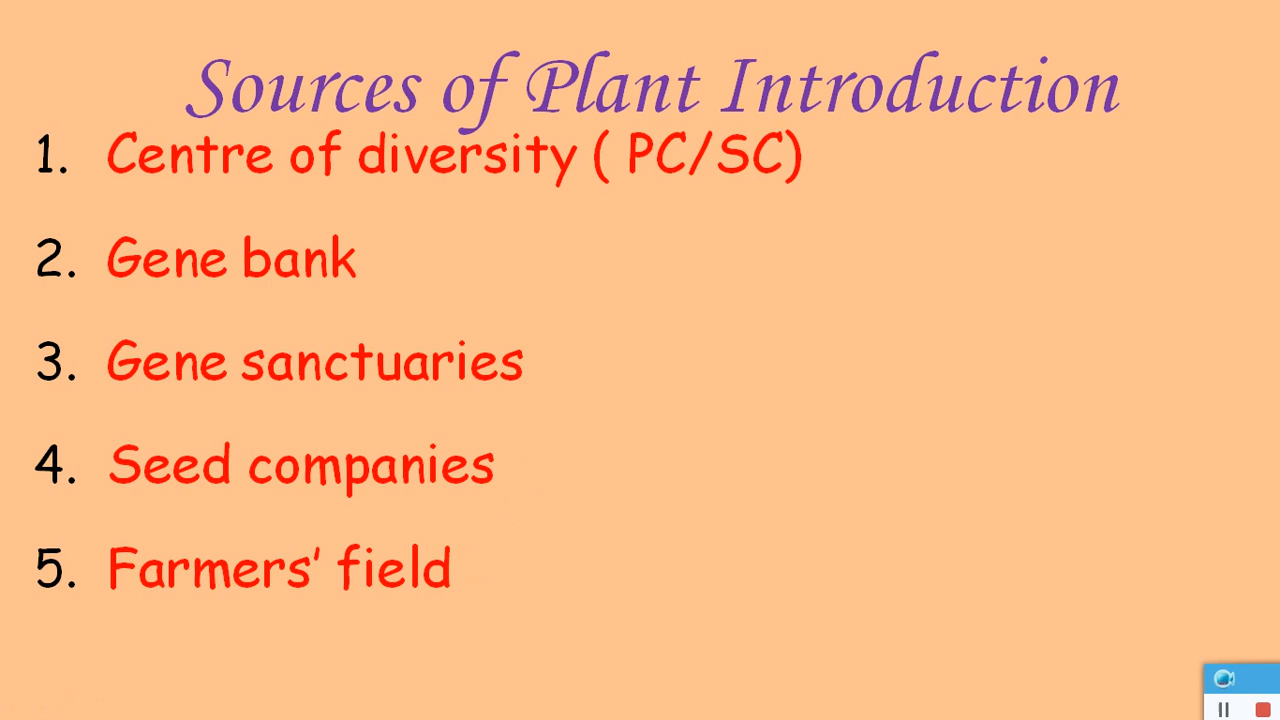 Sources of Plant Introduction
1. Centre of diversity ( PC/SC)
2. Gene bank
3. Gene sanctuaries
4. Seed companies
5. Farmers’ field